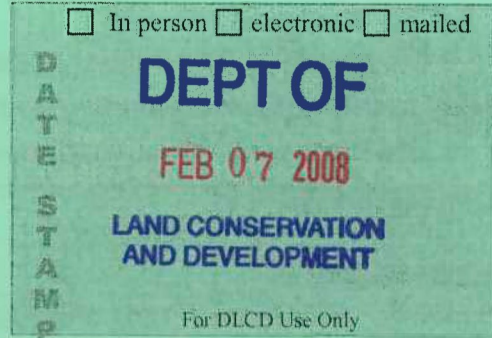 ☐ In person ☐ electronic ☐ mailed
DATE STAMP
DEPT OF
FEB 07 2008
LAND CONSERVATION
AND DEVELOPMENT
For DLCD Use Only